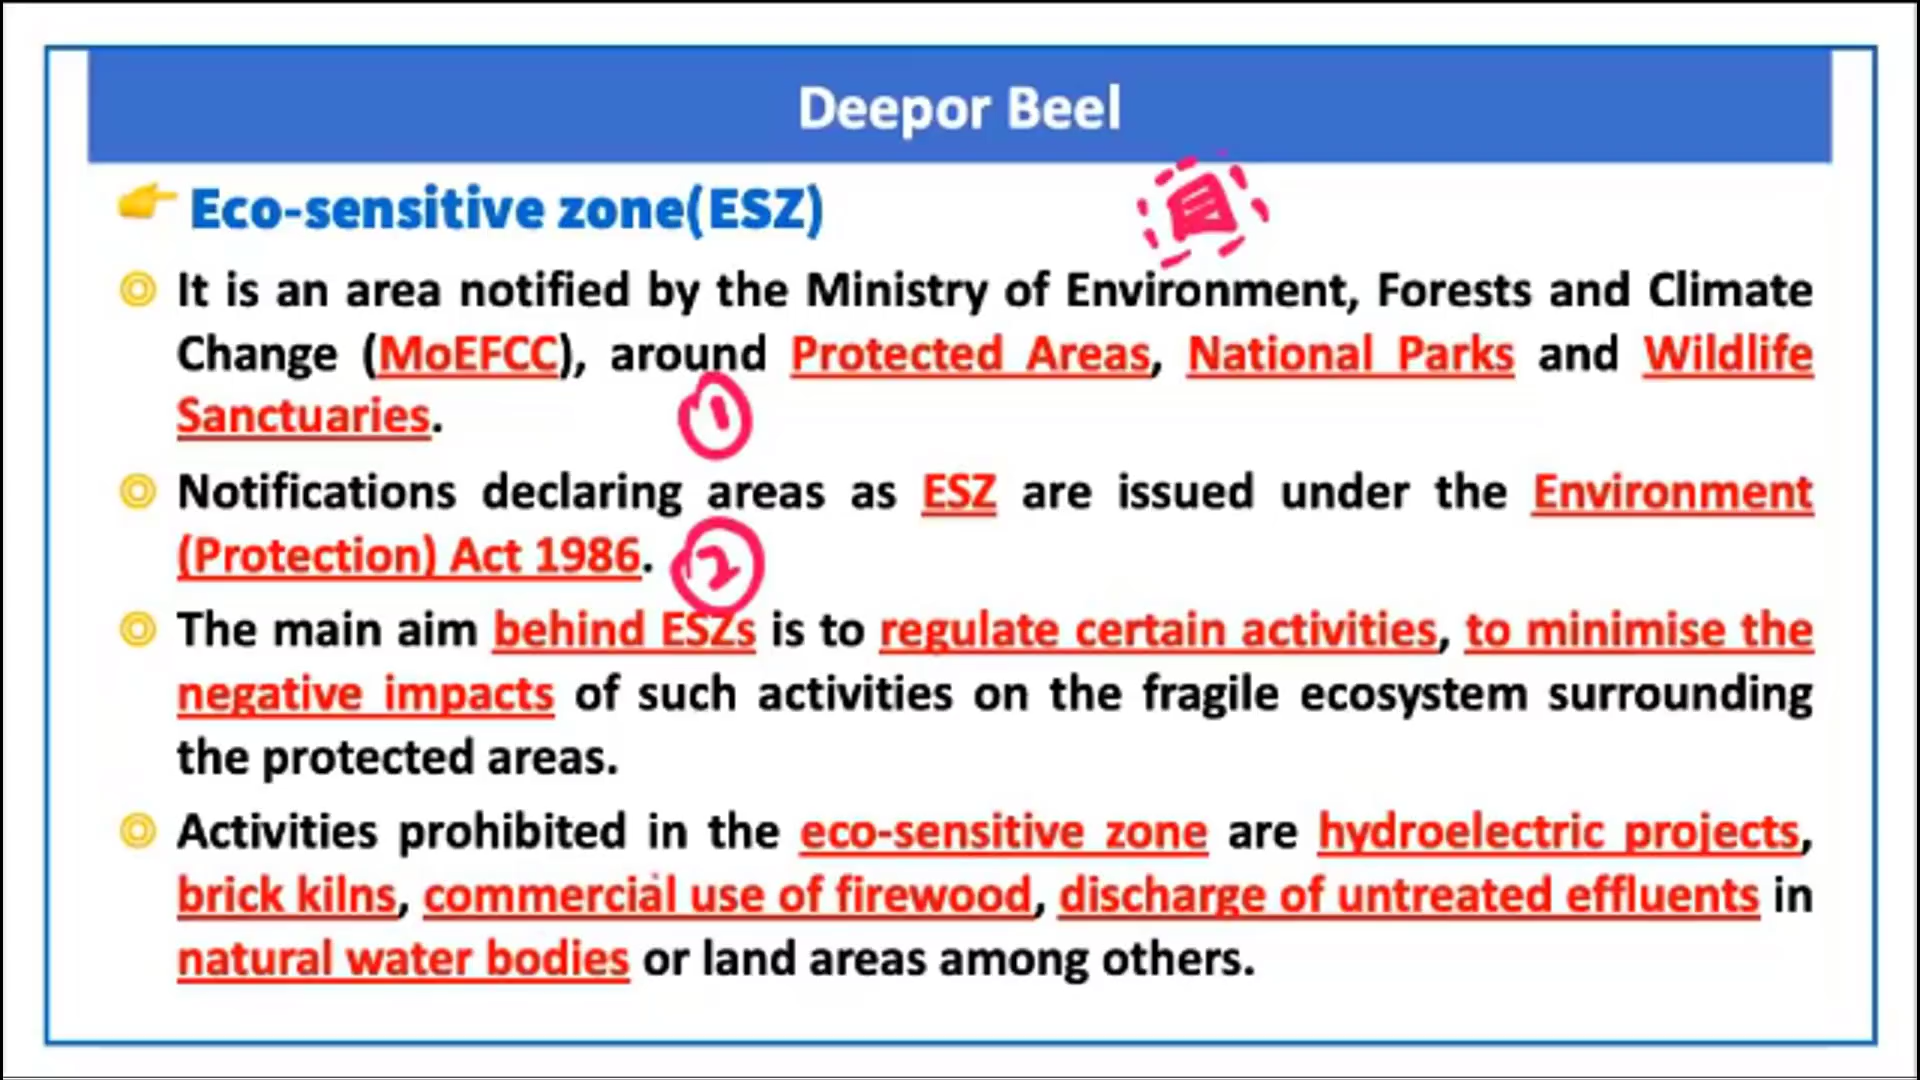 Deepor Beel
Eco-sensitive zone(ESZ)
It is an area notified by the Ministry of Environment, Forests and Climate
Change (MoEFCC), around Protected Areas, National Parks and Wildlife
Sanctuaries.
1
Notifications declaring areas as ESZ are issued under the Environment
(Protection) Act 1986.
2
The main aim behind ESZs is to regulate certain activities, to minimise the
negative impacts of such activities on the fragile ecosystem surrounding
the protected areas.
Activities prohibited in the eco-sensitive zone are hydroelectric projects,
brick kilns, commercial use of firewood, discharge of untreated effluents in
natural water bodies or land areas among others.